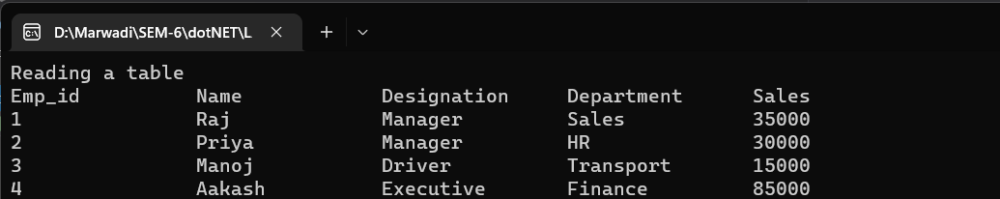 D:\Marwadi\SEM-6\dotNET\L
Reading a table
Emp_id Name Designation Department Sales
1 Raj Manager Sales 35000
2 Priya Manager HR 30000
3 Manoj Driver Transport 15000
4 Aakash Executive Finance 85000